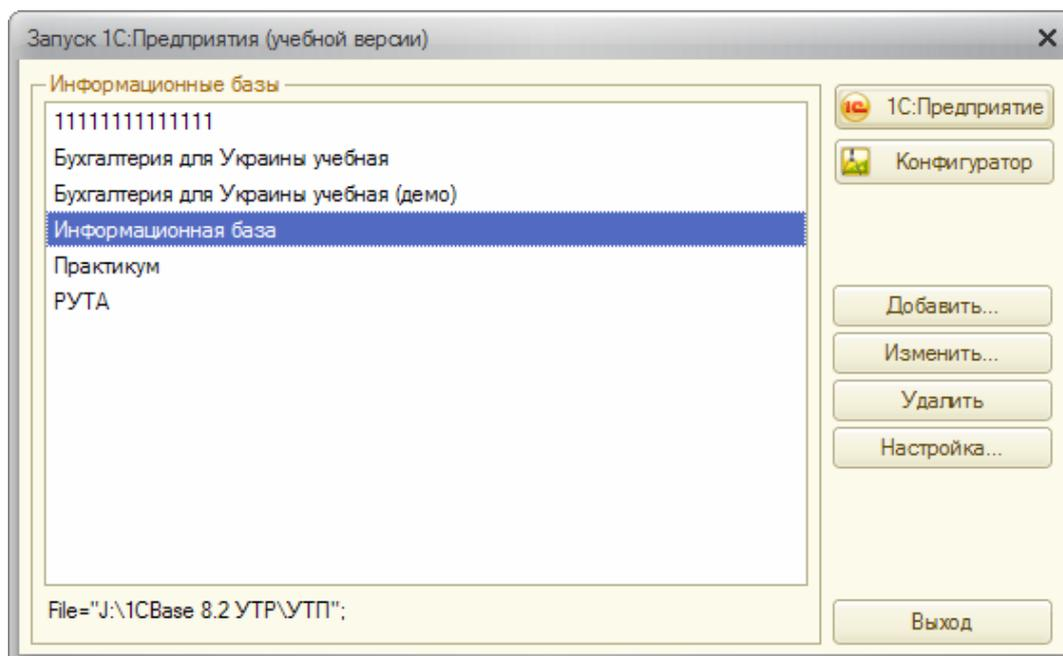 Запуск 1С:Предприятия (учебной версии)
Информационные базы
11111111111111
Бухгалтерия для Украины учебная
Бухгалтерия для Украины учебная (демо)
Информационная база
Практикум
РУТА
File="J:\1CBase 8.2 УТР\УТП";
1С:Предприятие
Конфигуратор
Добавить...
Изменить...
Удалить
Настройка...
Выход